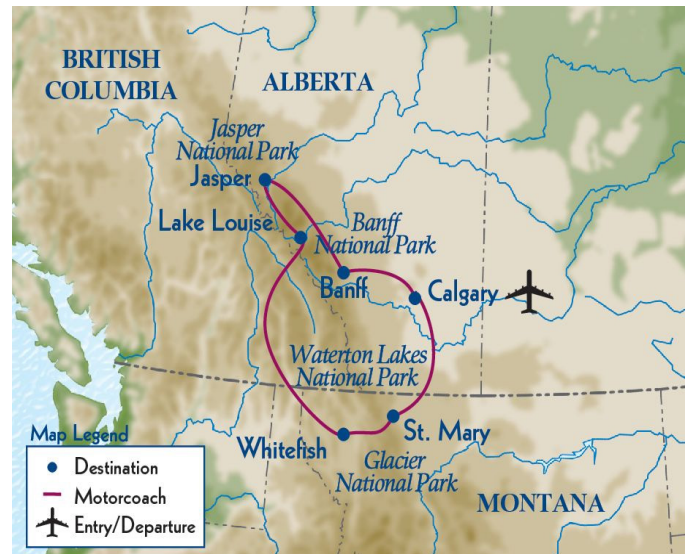 BRITISH
COLUMBIA
ALBERTA
Jasper
National Park
Jasper
Lake Louise
Banff
National Park
Banff
Calgary
Waterton Lakes
National Park
Whitefish
St. Mary
Glacier
National Park
MONTANA
Map Legend
Destination
Motorcoach
Entry/Departure